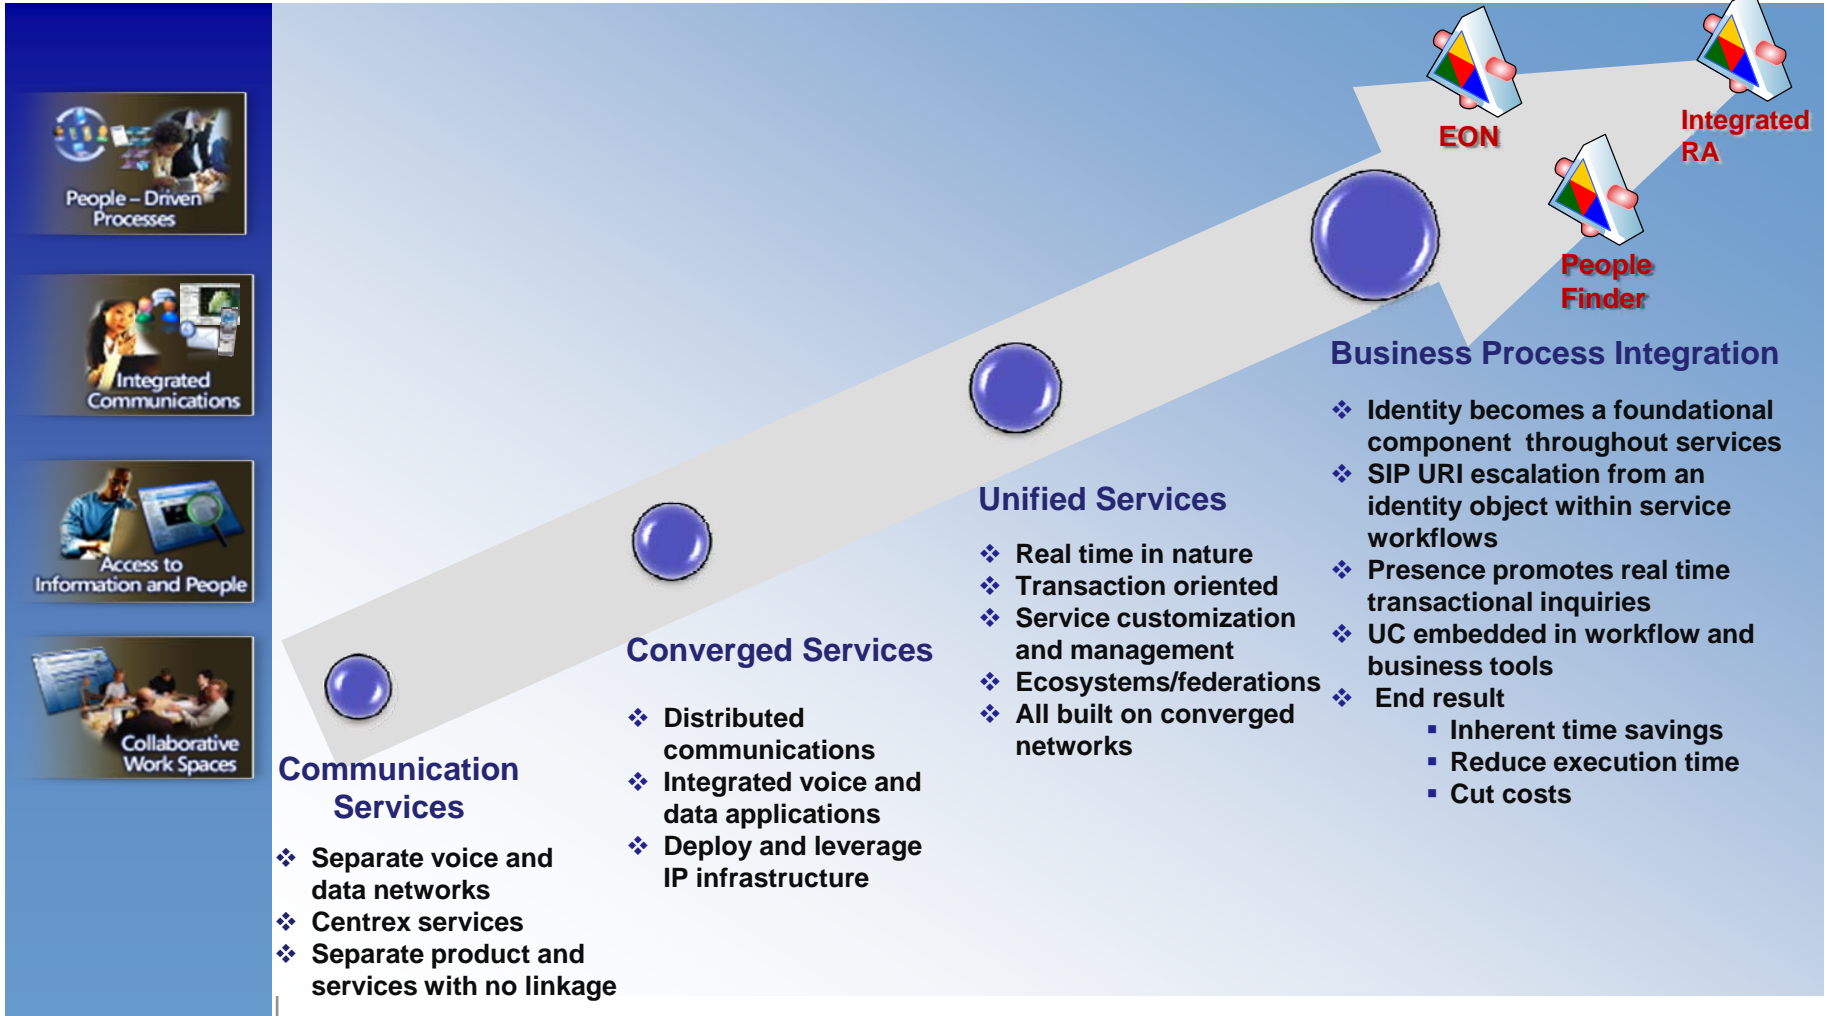 People – Driven
Processes
Integrated
Communications
Access to
Information and People
Collaborative
Work Spaces
EON
Integrated
RA
People
Finder
Communication
Services
❖ Separate voice and
data networks
❖ Centrex services
❖ Separate product and
services with no linkage
Converged Services
❖ Distributed
communications
❖ Integrated voice and
data applications
❖ Deploy and leverage
IP infrastructure
Unified Services
❖ Real time in nature
❖ Transaction oriented
❖ Service customization
and management
❖ Ecosystems/federations
❖ All built on converged
networks
Business Process Integration
❖ Identity becomes a foundational
component throughout services
❖ SIP URI escalation from an
identity object within service
workflows
❖ Presence promotes real time
transactional inquiries
❖ UC embedded in workflow and
business tools
❖ End result
▪ Inherent time savings
▪ Reduce execution time
▪ Cut costs